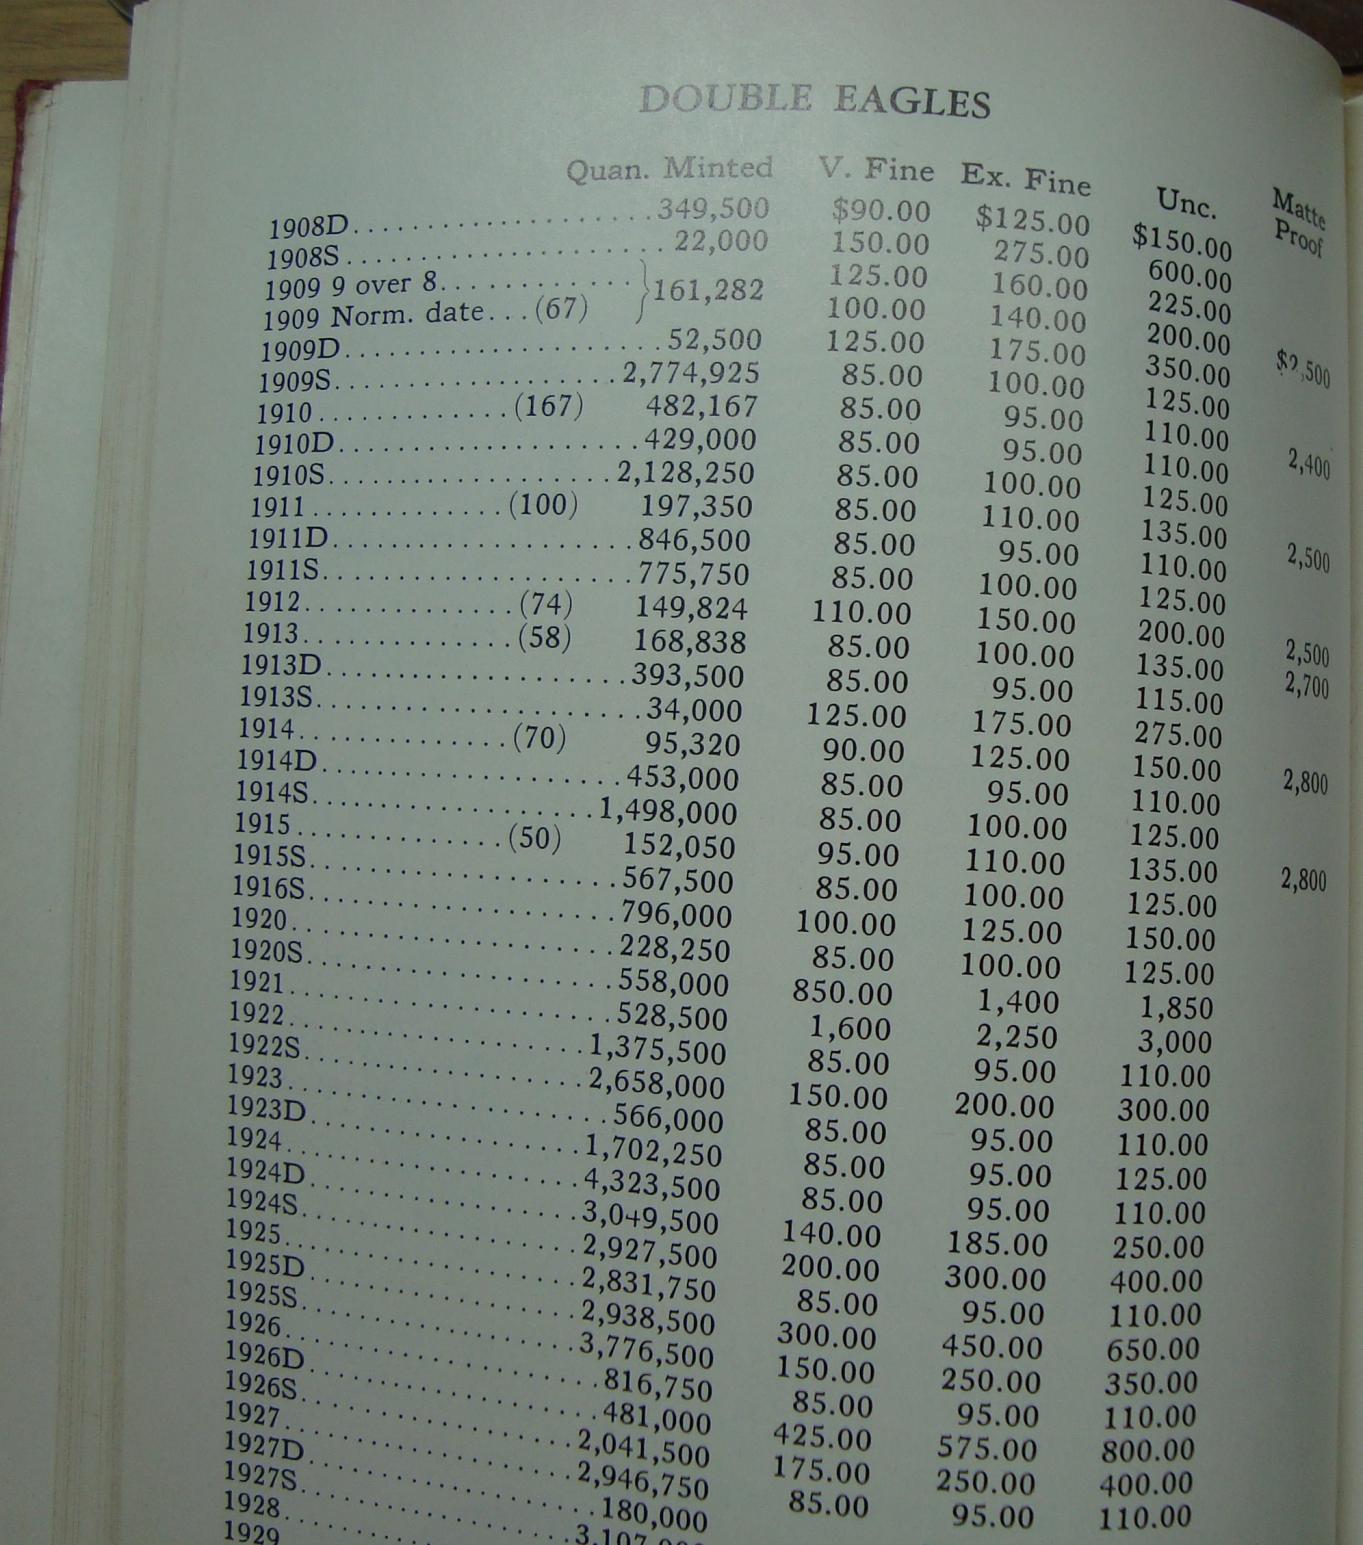 DOUBLE EAGLES
Quan. Minted V. Fine Ex. Fine Unc. Matte Proof
1908D. . . . . . . . . 349,500 $90.00 $125.00 $150.00
1908S . . . . . . . . . 22,000 150.00 275.00 600.00
1909 9 over 8. . . . . . . . . 125.00 160.00 225.00
1909 Norm. date. . . (67) }161,282 100.00 140.00 200.00
1909D. . . . . . . . . 52,500 125.00 175.00 350.00
1909S. . . . . . . . . 2,774,925 85.00 100.00 125.00
1910. . . . . . . . . (167) 482,167 85.00 95.00 110.00 2,400
1910D. . . . . . . . . 429,000 85.00 95.00 110.00
1910S. . . . . . . . . 2,128,250 85.00 100.00 125.00
1911 . . . . . . . . . (100) 197,350 85.00 110.00 135.00 2,500
1911D. . . . . . . . . 846,500 85.00 95.00 110.00
1911S. . . . . . . . . 775,750 85.00 100.00 125.00
1912. . . . . . . . . (74) 149,824 110.00 150.00 200.00 2,500
1913. . . . . . . . . (58) 168,838 85.00 100.00 135.00 2,700
1913D. . . . . . . . . 393,500 85.00 95.00 115.00
1913S. . . . . . . . . 34,000 125.00 175.00 275.00
1914. . . . . . . . . (70) 95,320 90.00 125.00 150.00 2,800
1914D. . . . . . . . . 453,000 85.00 95.00 110.00
1914S. . . . . . . . . 1,498,000 85.00 100.00 125.00
1915. . . . . . . . . (50) 152,050 95.00 110.00 135.00 2,800
1915S. . . . . . . . . 567,500 85.00 100.00 125.00
1916S. . . . . . . . . 796,000 100.00 125.00 150.00
1920. . . . . . . . . 228,250 85.00 100.00 125.00
1920S. . . . . . . . . 558,000 850.00 1,400 1,850
1921. . . . . . . . . 528,500 1,600 2,250 3,000
1922. . . . . . . . . 1,375,500 85.00 95.00 110.00
1922S. . . . . . . . . 2,658,000 150.00 200.00 300.00
1923. . . . . . . . . 566,000 85.00 95.00 110.00
1923D. . . . . . . . . 1,702,250 85.00 95.00 125.00
1924. . . . . . . . . 4,323,500 85.00 95.00 110.00
1924D. . . . . . . . . 3,049,500 140.00 185.00 250.00
1924S. . . . . . . . . 2,927,500 200.00 300.00 400.00
1925. . . . . . . . . 2,831,750 85.00 95.00 110.00
1925D. . . . . . . . . 2,938,500 300.00 450.00 650.00
1925S. . . . . . . . . 3,776,500 150.00 250.00 350.00
1926. . . . . . . . . 816,750 85.00 95.00 110.00
1926D. . . . . . . . . 481,000 425.00 575.00 800.00
1926S. . . . . . . . . 2,041,500 175.00 250.00 400.00
1927. . . . . . . . . 2,946,750 85.00 95.00 110.00
1927D. . . . . . . . . 180,000
1927S. . . . . . . . .
1928. . . . . . . . .
1929